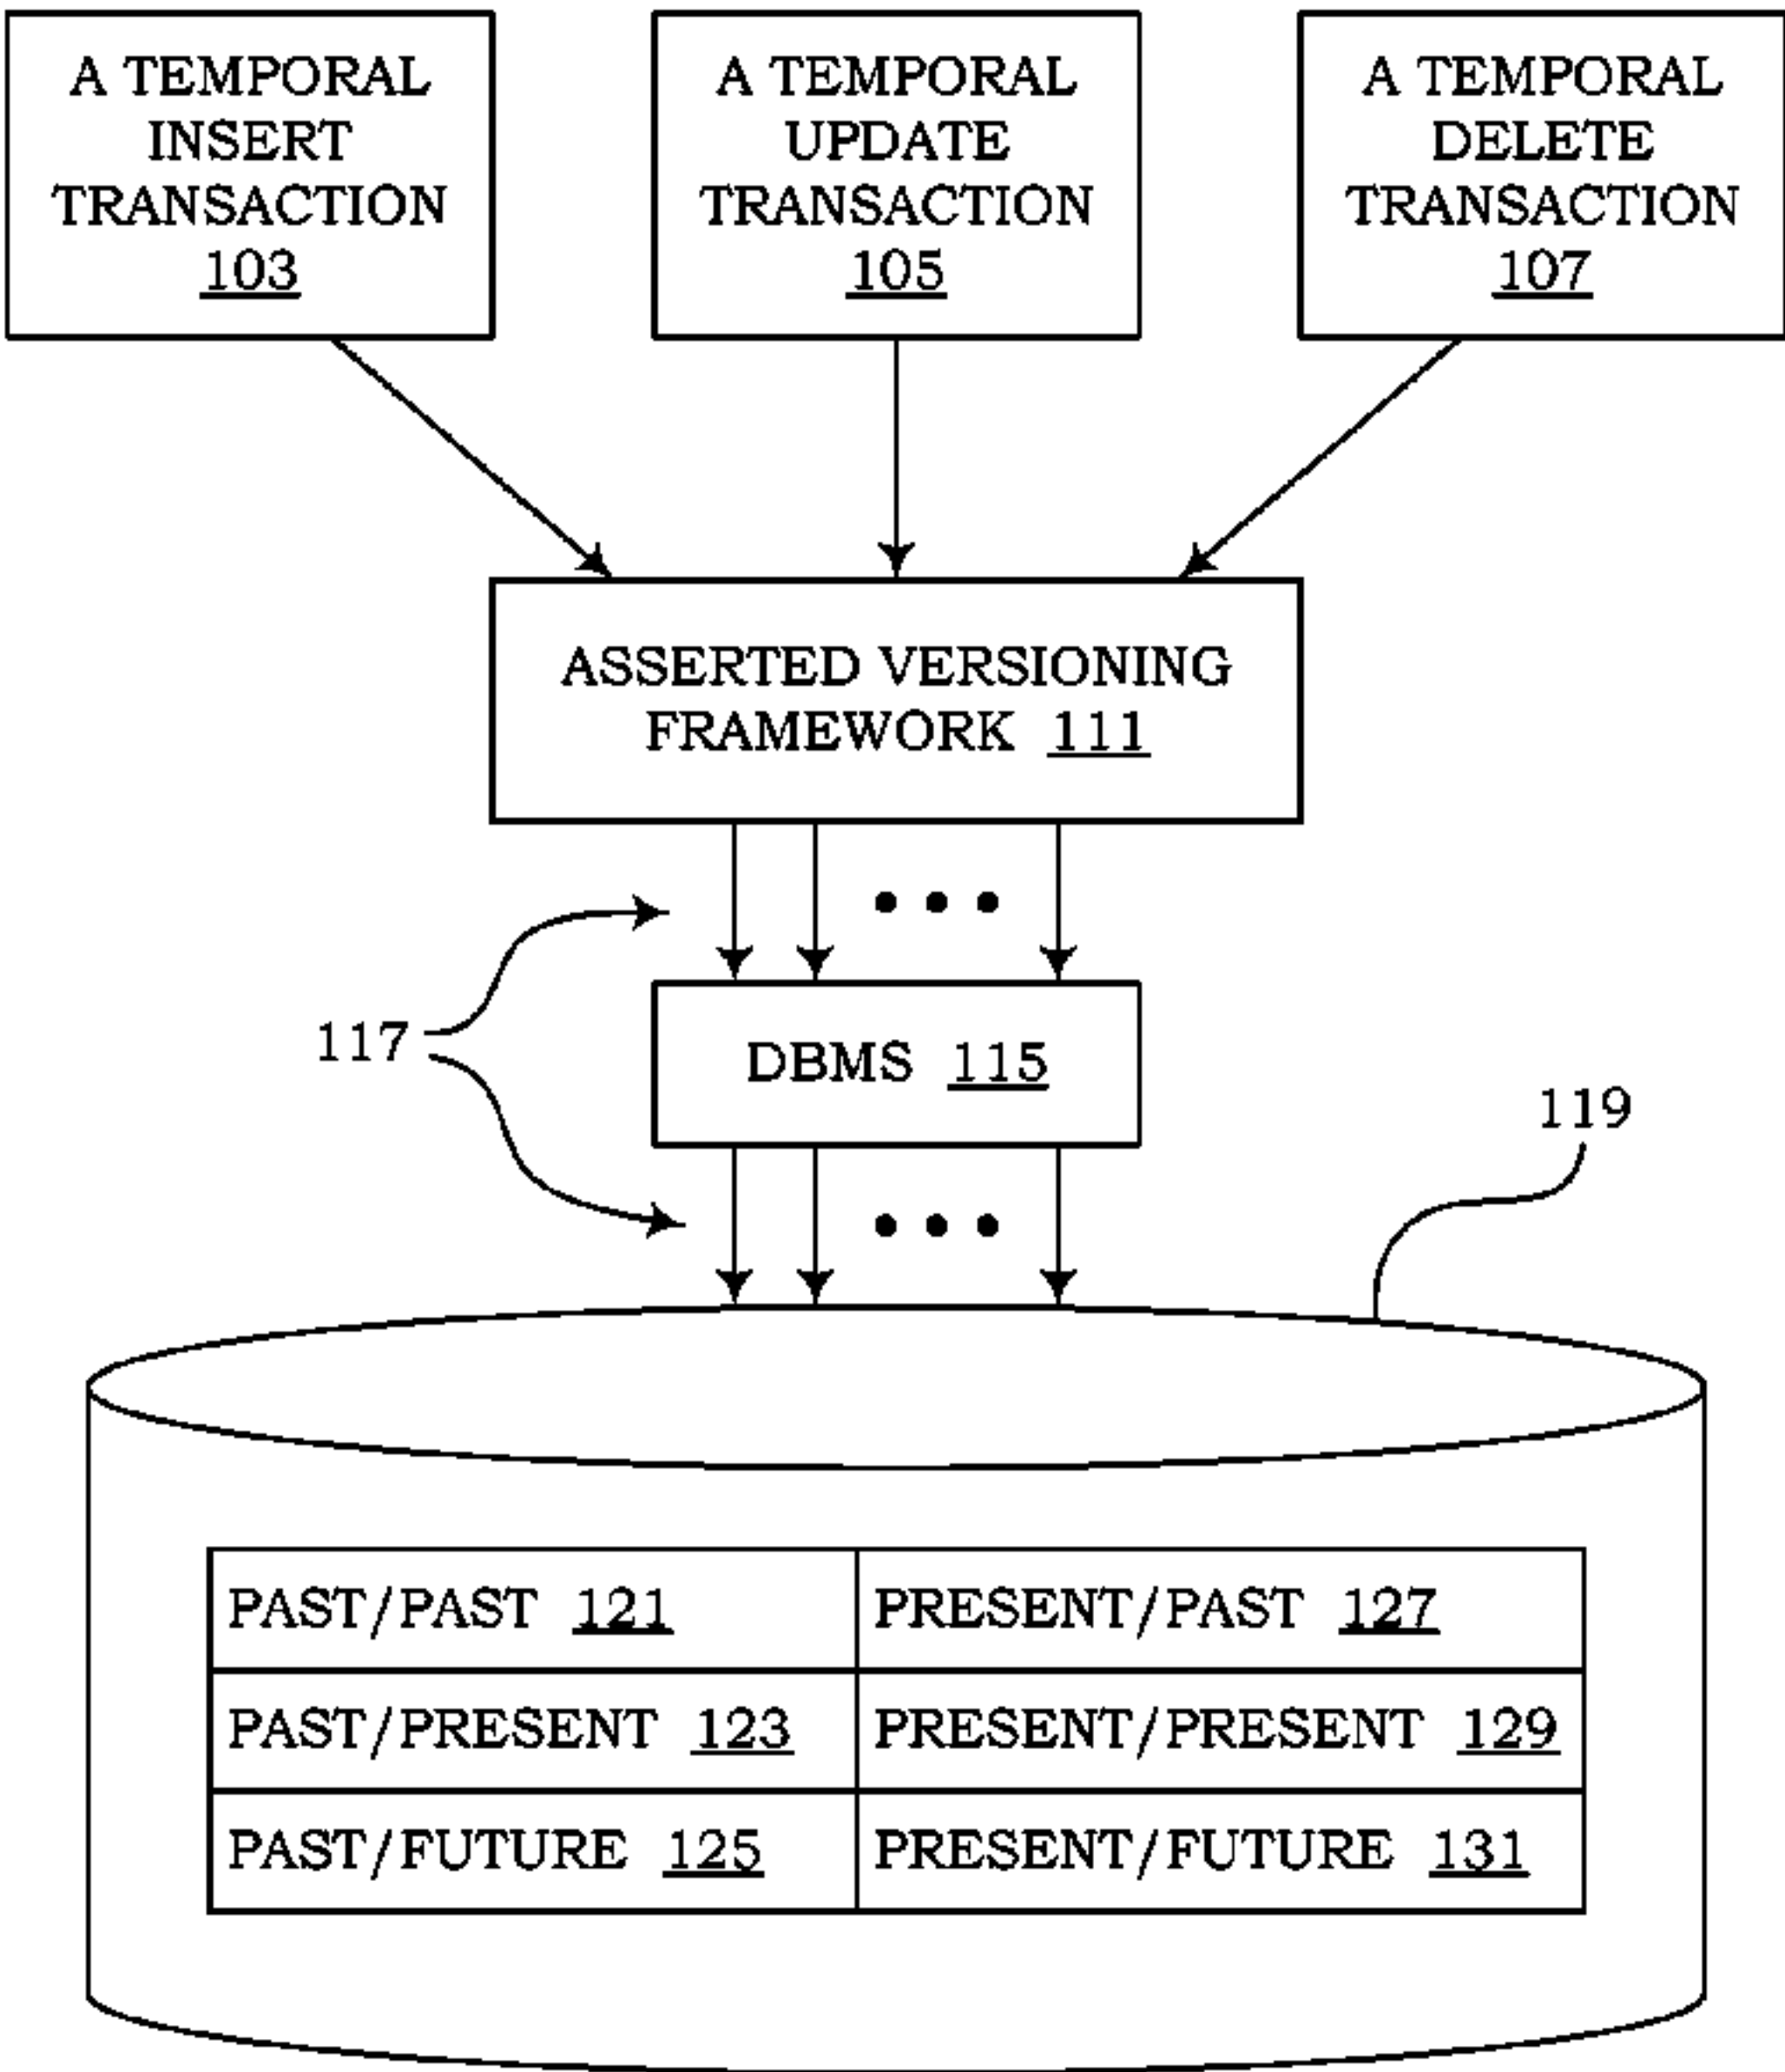 A TEMPORAL
INSERT
TRANSACTION
103
A TEMPORAL
UPDATE
TRANSACTION
105
A TEMPORAL
DELETE
TRANSACTION
107
ASSERTED VERSIONING
FRAMEWORK 111
117
DBMS 115
119
PAST/PAST 121
PRESENT/PAST 127
PAST/PRESENT 123
PRESENT/PRESENT 129
PAST/FUTURE 125
PRESENT/FUTURE 131